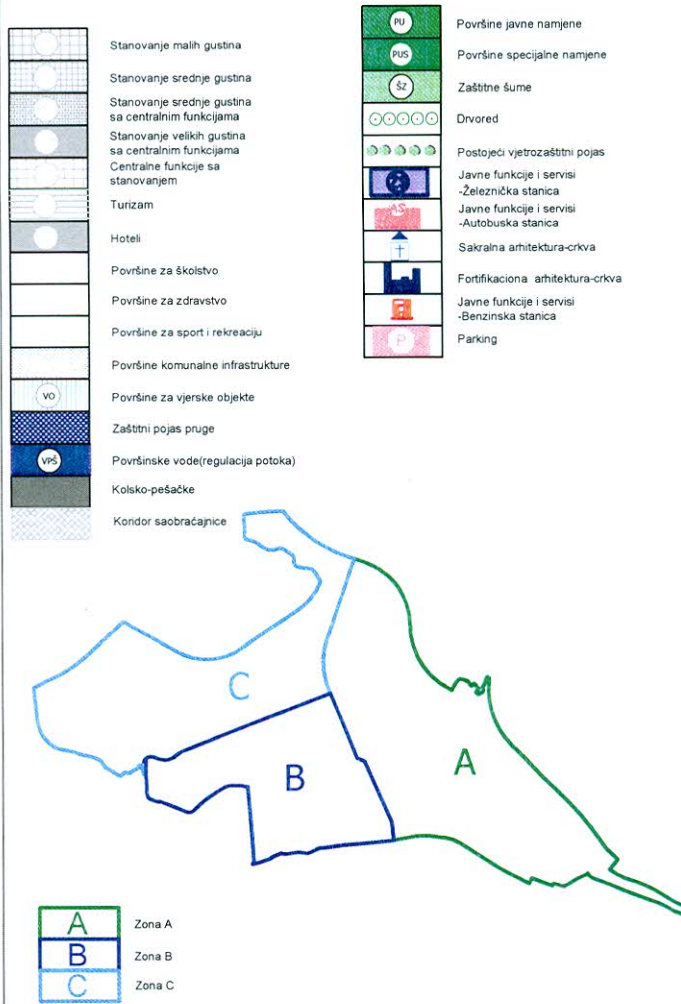 Stanovanje malih gustina
Stanovanje srednje gustina
Stanovanje srednje gustina
sa centralnim funkcijama
Stanovanje velikih gustina
sa centralnim funkcijama
Centralne funkcije sa
stanovanjem
Turizam
Hoteli
Površine za školstvo
Površine za zdravstvo
Površine za sport i rekreaciju
Površine komunalne infrastrukture
VO
Površine za vjerske objekte
Zaštitni pojas pruge
VPŠ
Površinske vode(regulacija potoka)
Kolsko-pešačke
Koridor saobraćajnice
PU
Površine javne namjene
PUS
Površine specijalne namjene
ŠZ
Zaštitne šume
Drvored
Postojeći vjetrozaštitni pojas
Javne funkcije i servisi
-Železnička stanica
AS
Javne funkcije i servisi
-Autobuska stanica
Sakralna arhitektura-crkva
Fortifikaciona arhitektura-crkva
Javne funkcije i servisi
-Benzinska stanica
P
Parking
C
B
A
A
Zona A
B
Zona B
C
Zona C